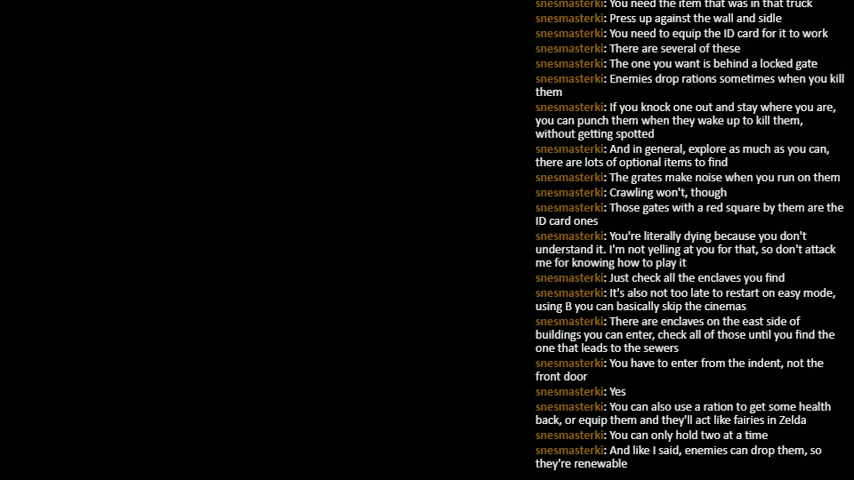 snesmasterki: You need the item that was in that truck
snesmasterki: Press up against the wall and sidle
snesmasterki: You need to equip the ID card for it to work
snesmasterki: There are several of these
snesmasterki: The one you want is behind a locked gate
snesmasterki: Enemies drop rations sometimes when you kill
them
snesmasterki: If you knock one out and stay where you are,
you can punch them when they wake up to kill them,
without getting spotted
snesmasterki: And in general, explore as much as you can,
there are lots of optional items to find
snesmasterki: The grates make noise when you run on them
snesmasterki: Crawling won't, though
snesmasterki: Those gates with a red square by them are the
ID card ones
snesmasterki: You're literally dying because you don't
understand it. I'm not yelling at you for that, so don't attack
me for knowing how to play it
snesmasterki: Just check all the enclaves you find
snesmasterki: It's also not too late to restart on easy mode,
using B you can basically skip the cinemas
snesmasterki: There are enclaves on the east side of
buildings you can enter, check all of those until you find the
one that leads to the sewers
snesmasterki: You have to enter from the indent, not the
front door
snesmasterki: Yes
snesmasterki: You can also use a ration to get some health
back, or equip them and they'll act like fairies in Zelda
snesmasterki: You can only hold two at a time
snesmasterki: And like I said, enemies can drop them, so
they're renewable